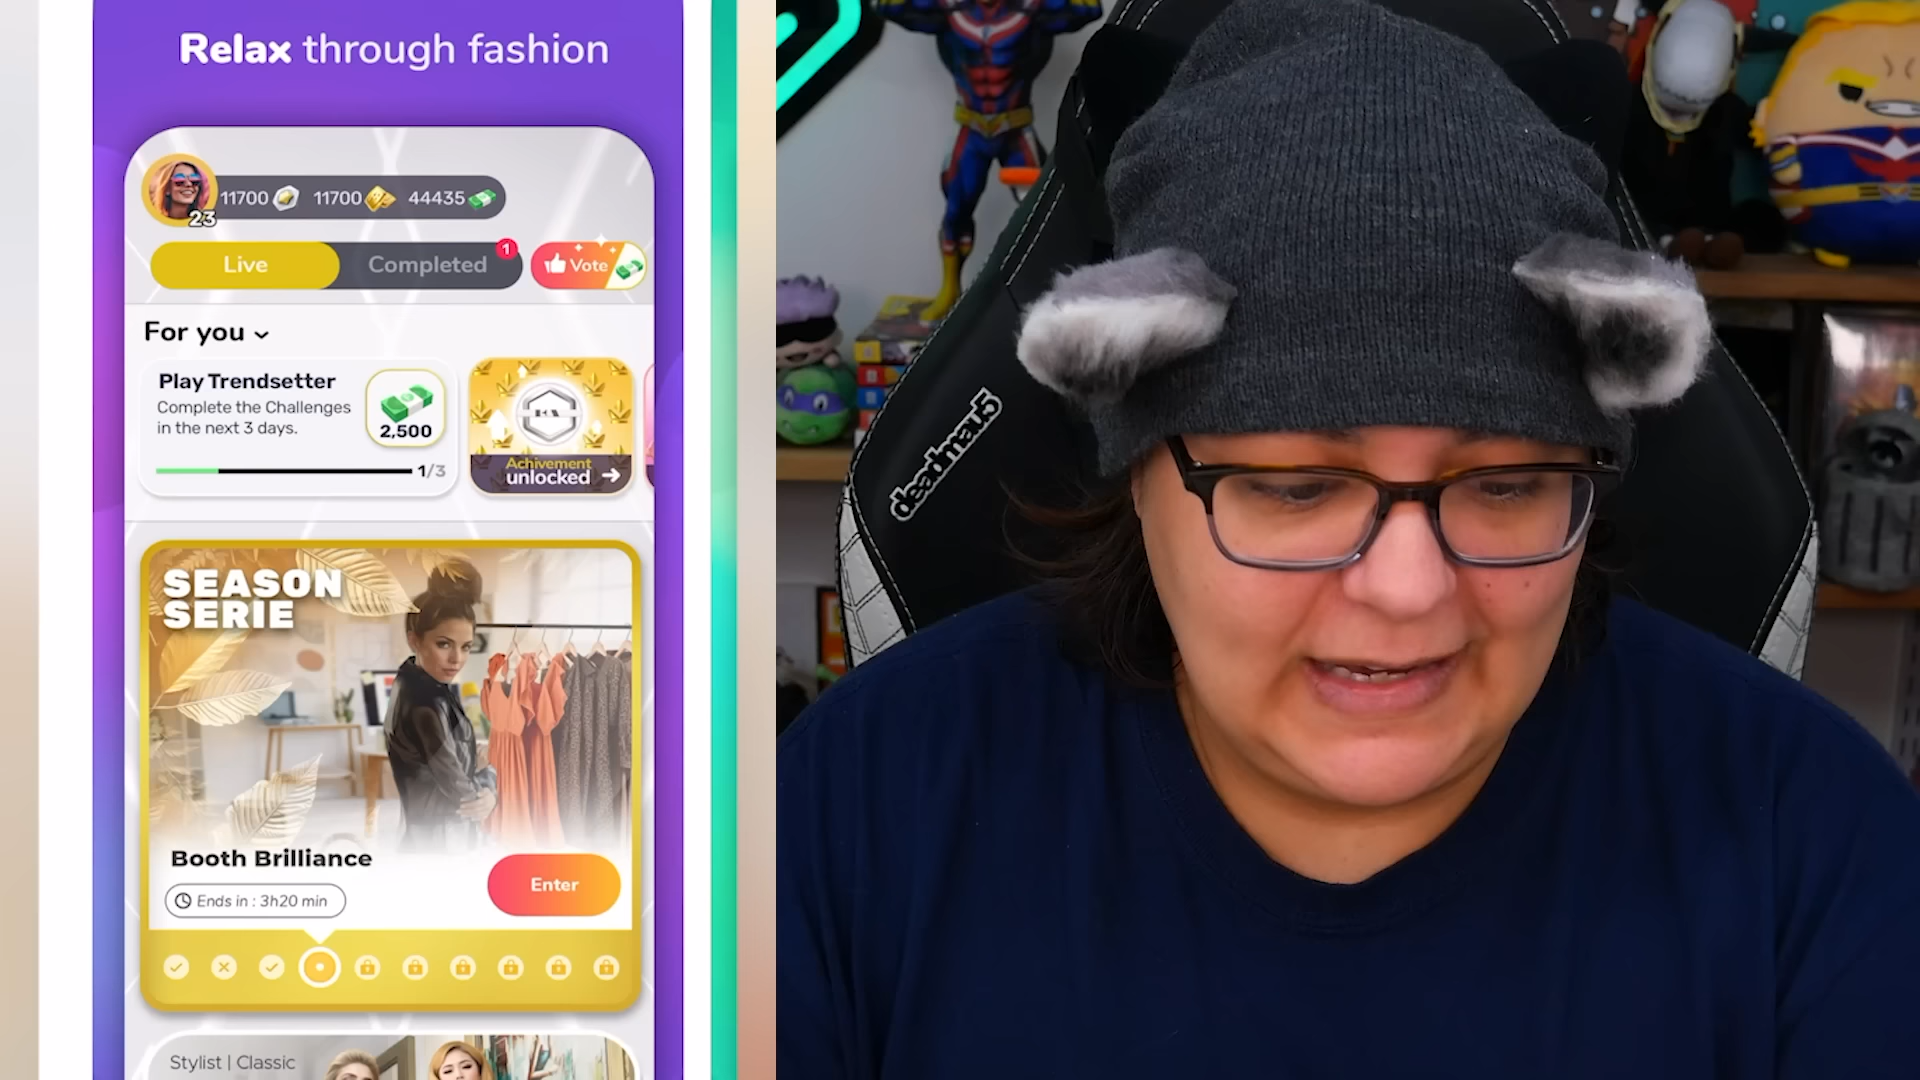 Relax through fashion
11700 11700 44435
23
Live
Completed
1
Vote
For you
Play Trendsetter
Complete the Challenges
in the next 3 days.
2,500
1/3
Achivement
unlocked
SEASON
SERIE
Booth Brilliance
Ends in : 3h20 min
Enter
Stylist | Classic
deadmau5